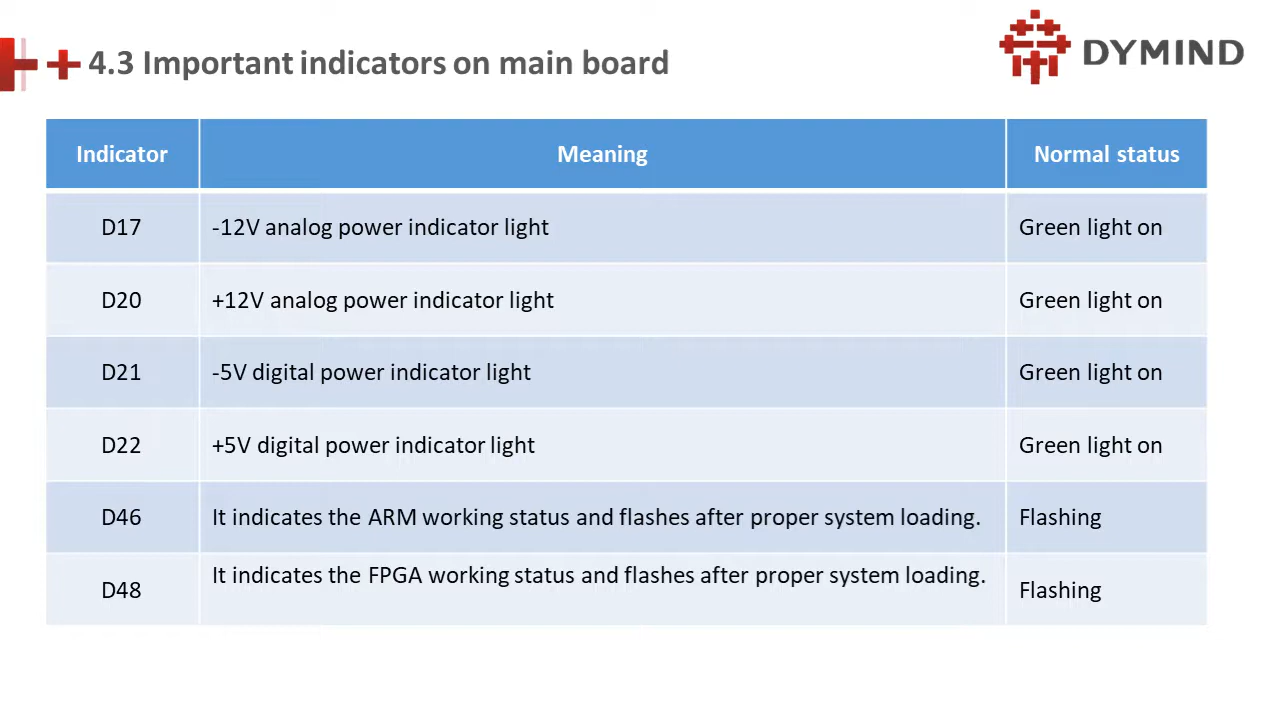 4.3 Important indicators on main board
DYMIND
Indicator Meaning Normal status
D17 -12V analog power indicator light Green light on
D20 +12V analog power indicator light Green light on
D21 -5V digital power indicator light Green light on
D22 +5V digital power indicator light Green light on
D46 It indicates the ARM working status and flashes after proper system loading. Flashing
D48 It indicates the FPGA working status and flashes after proper system loading. Flashing